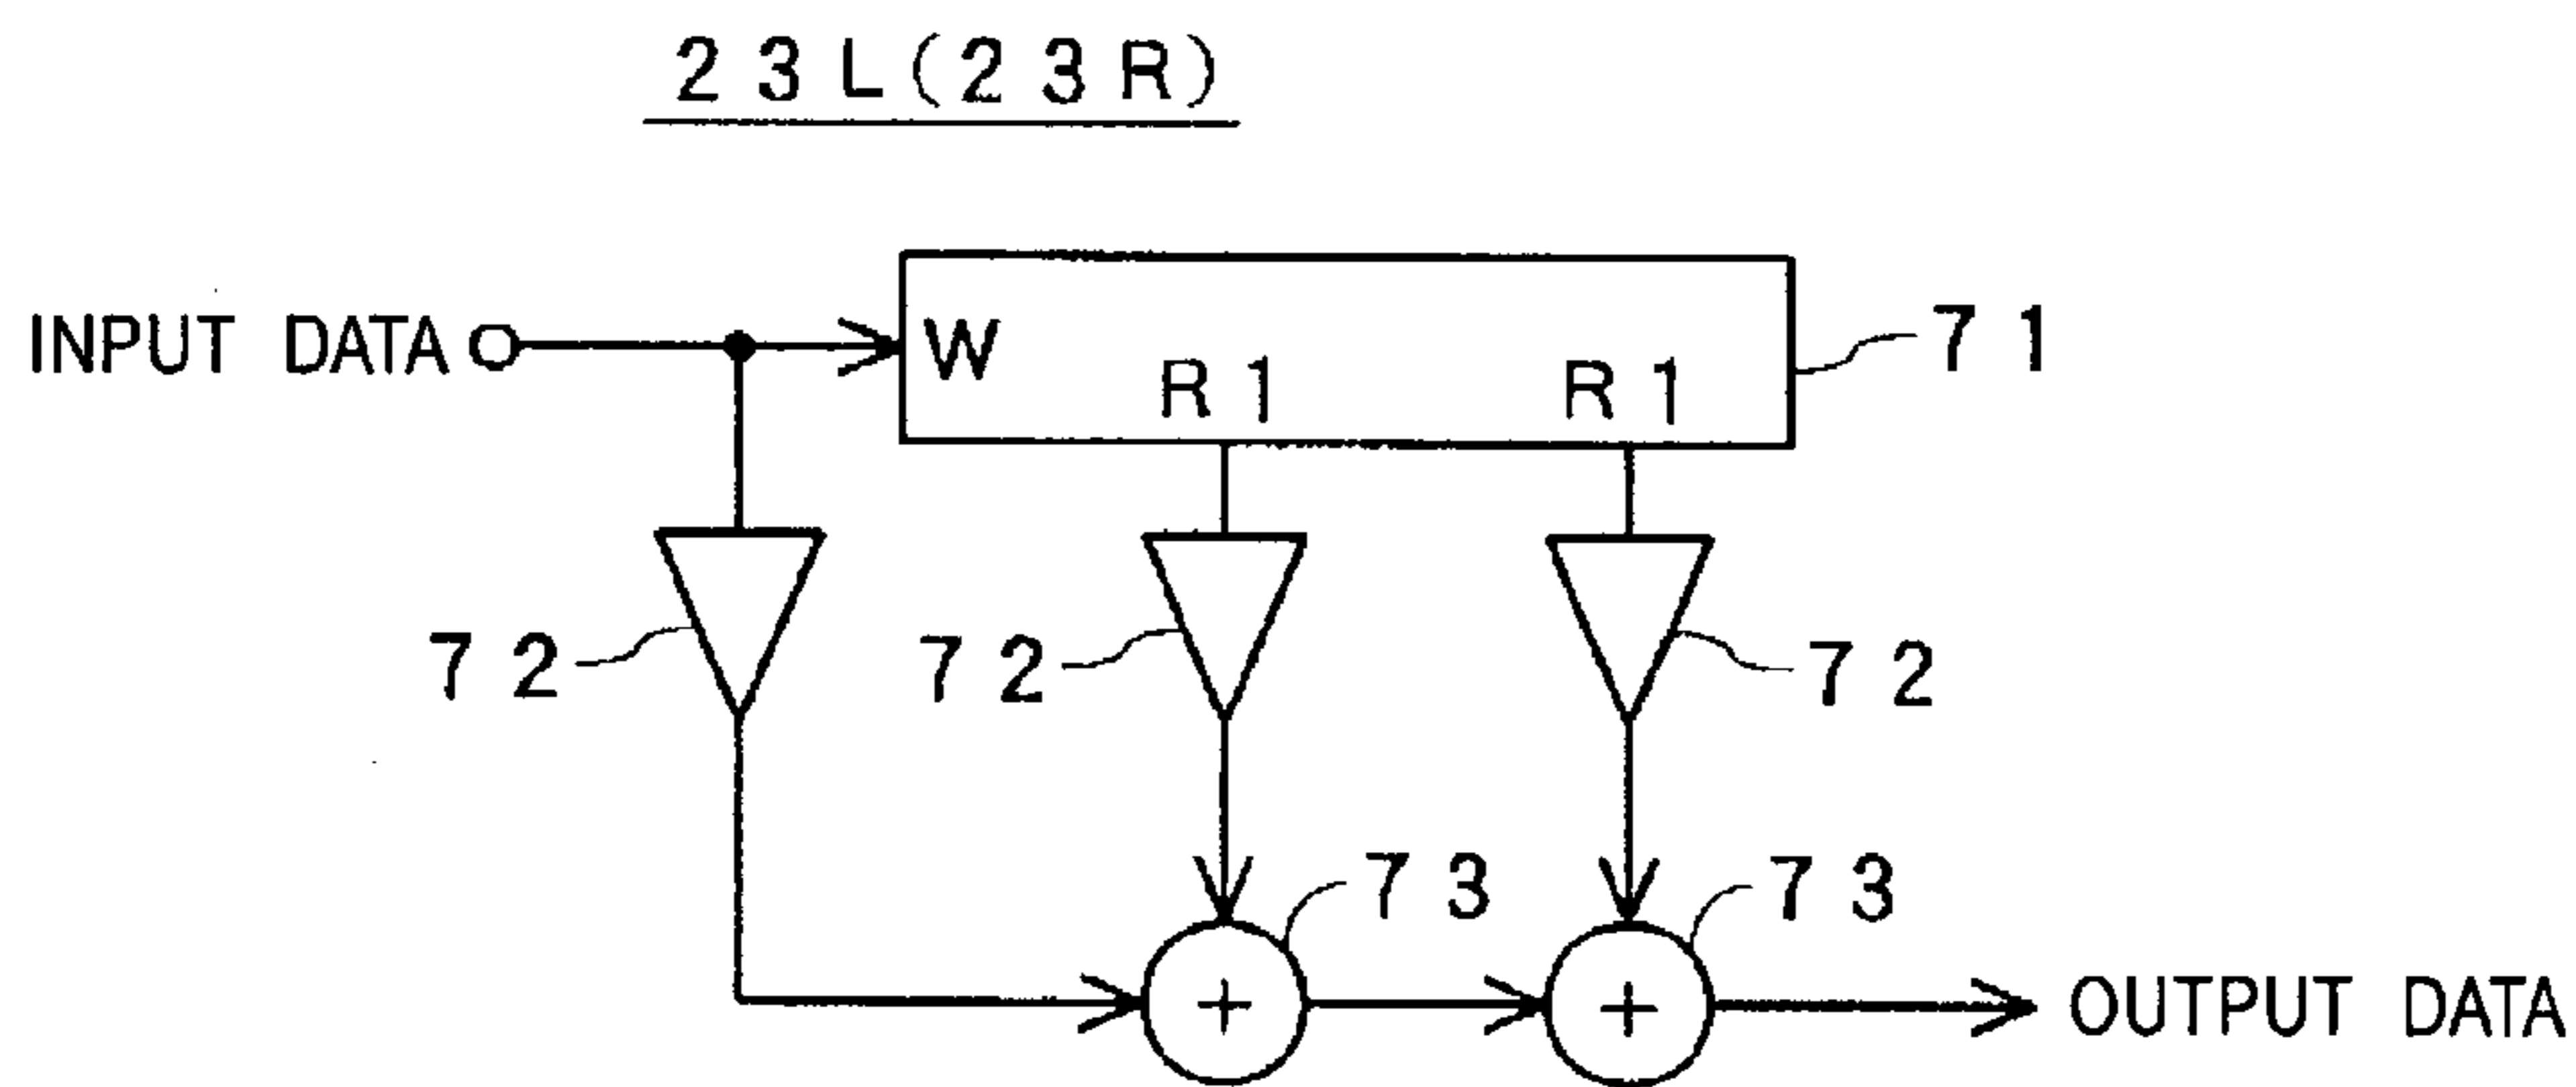 23L(23R)
INPUT DATA
W
R1
R1
71
72
72
72
73
73
+
+
OUTPUT DATA